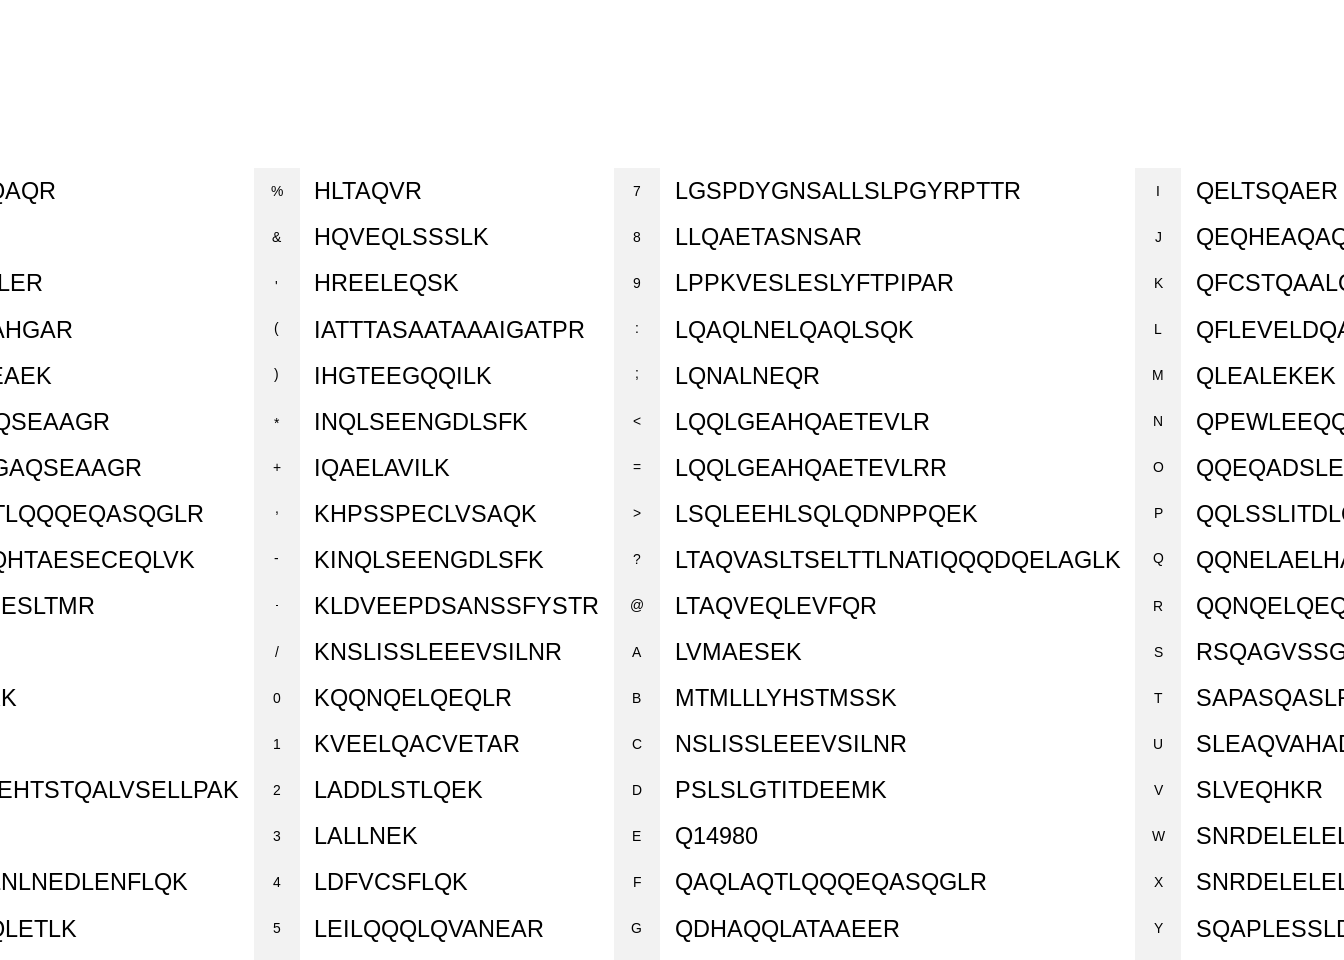 QAQR % HLTAQVR 7 LGSPDYGNSALLSLPGYRPTTR I QELTSQAER
& HQVEQLSSSLK 8 LLQAETASNSAR J QEQHEAQAQ
LER ' HREELEQSK 9 LPPKVESLESLYFTPIPAR K QFCSTQAAL
AHGAR ( IATTTASAATAAAIGATPR : LQAQLNELQAQLSQK L QFLEVELDQA
EAEK ) IHGTEEGQQILK ; LQNALNEQR M QLEALEKEK
QSEAAGR * INQLSEENGDLSFK < LQQLGEAHQAETEVLR N QPEWLEEQQ
GAQSEAAGR + IQAELAVILK = LQQLGEAHQAETEVLRR O QQEQADSLE
TLQQQEQASQGLR , KHPSSPECLVSAQK > LSQLEEHLSQLQDNPPQEK P QQLSSLITDL
QHTAESECEQLVK - KINQLSEENGDLSFK ? LTAQVASLTSELTTLNATIQQQDQELAGLK Q QQNELAELHA
ESLTMR . KLDVEEPDSANSSFYSTR @ LTAQVEQLEVFQR R QQNQELQEQ
/ KNSLISSLEEEVSILNR A LVMAESEK S RSQAGVSSG
K 0 KQQNQELQEQLR B MTMLLLYHSTMSSK T SAPASQASL
1 KVEELQACVETAR C NSLISSLEEEVSILNR U SLEAQVAHAD
EHTSTQALVSELLPAK 2 LADDLSTLQEK D PSLSLGTITDEEMK V SLVEQHKR
3 LALLNEK E Q14980 W SNRDELELEL
NLNEDLENFLQK 4 LDFVCSFLQK F QAQLAQTLQQQEQASQGLR X SNRDELELEL
QLETLK 5 LEILQQQLQVANEAR G QDHAQQLATAAEER Y SQAPLESSLD